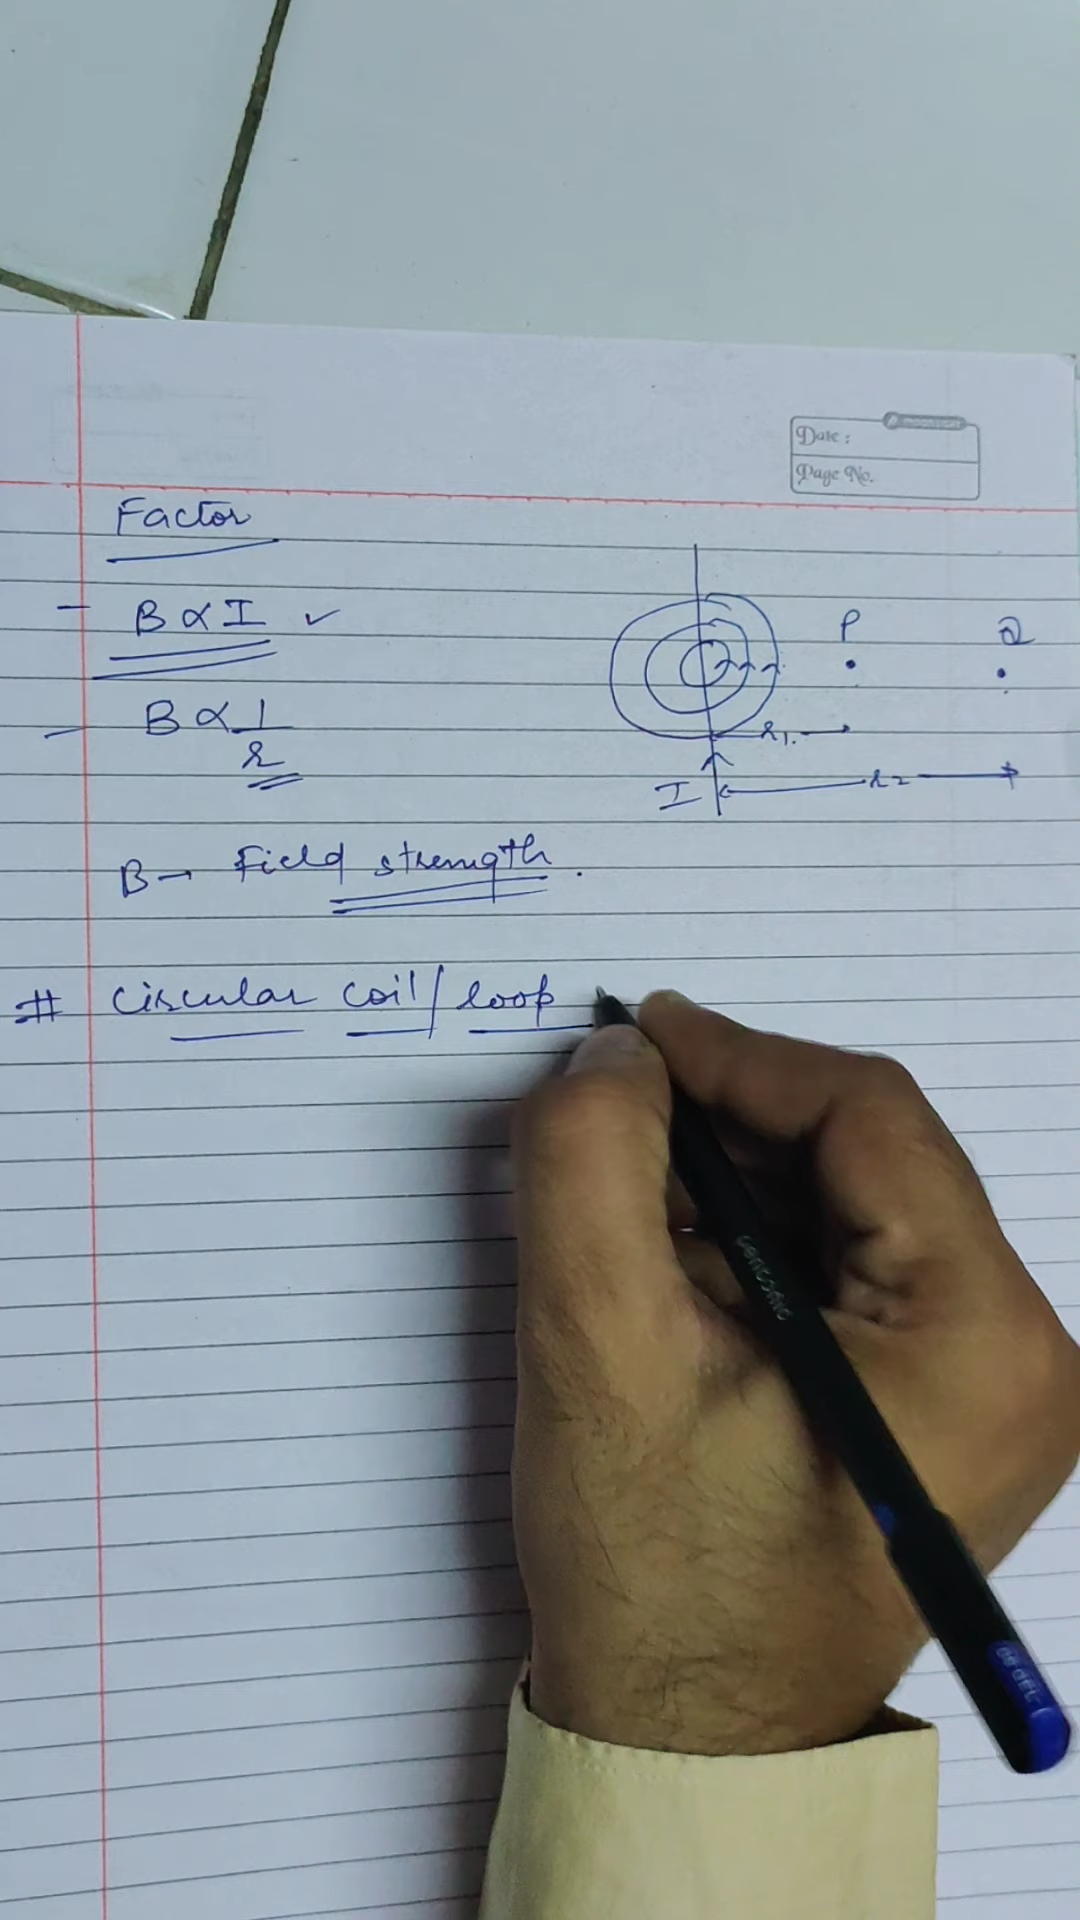 Date :
Page No.
Factor
- B ∝ I ✓
- B ∝ 1/r
P
Q
r1.
I
r2
B → Field strength.
# Circular coil / loop